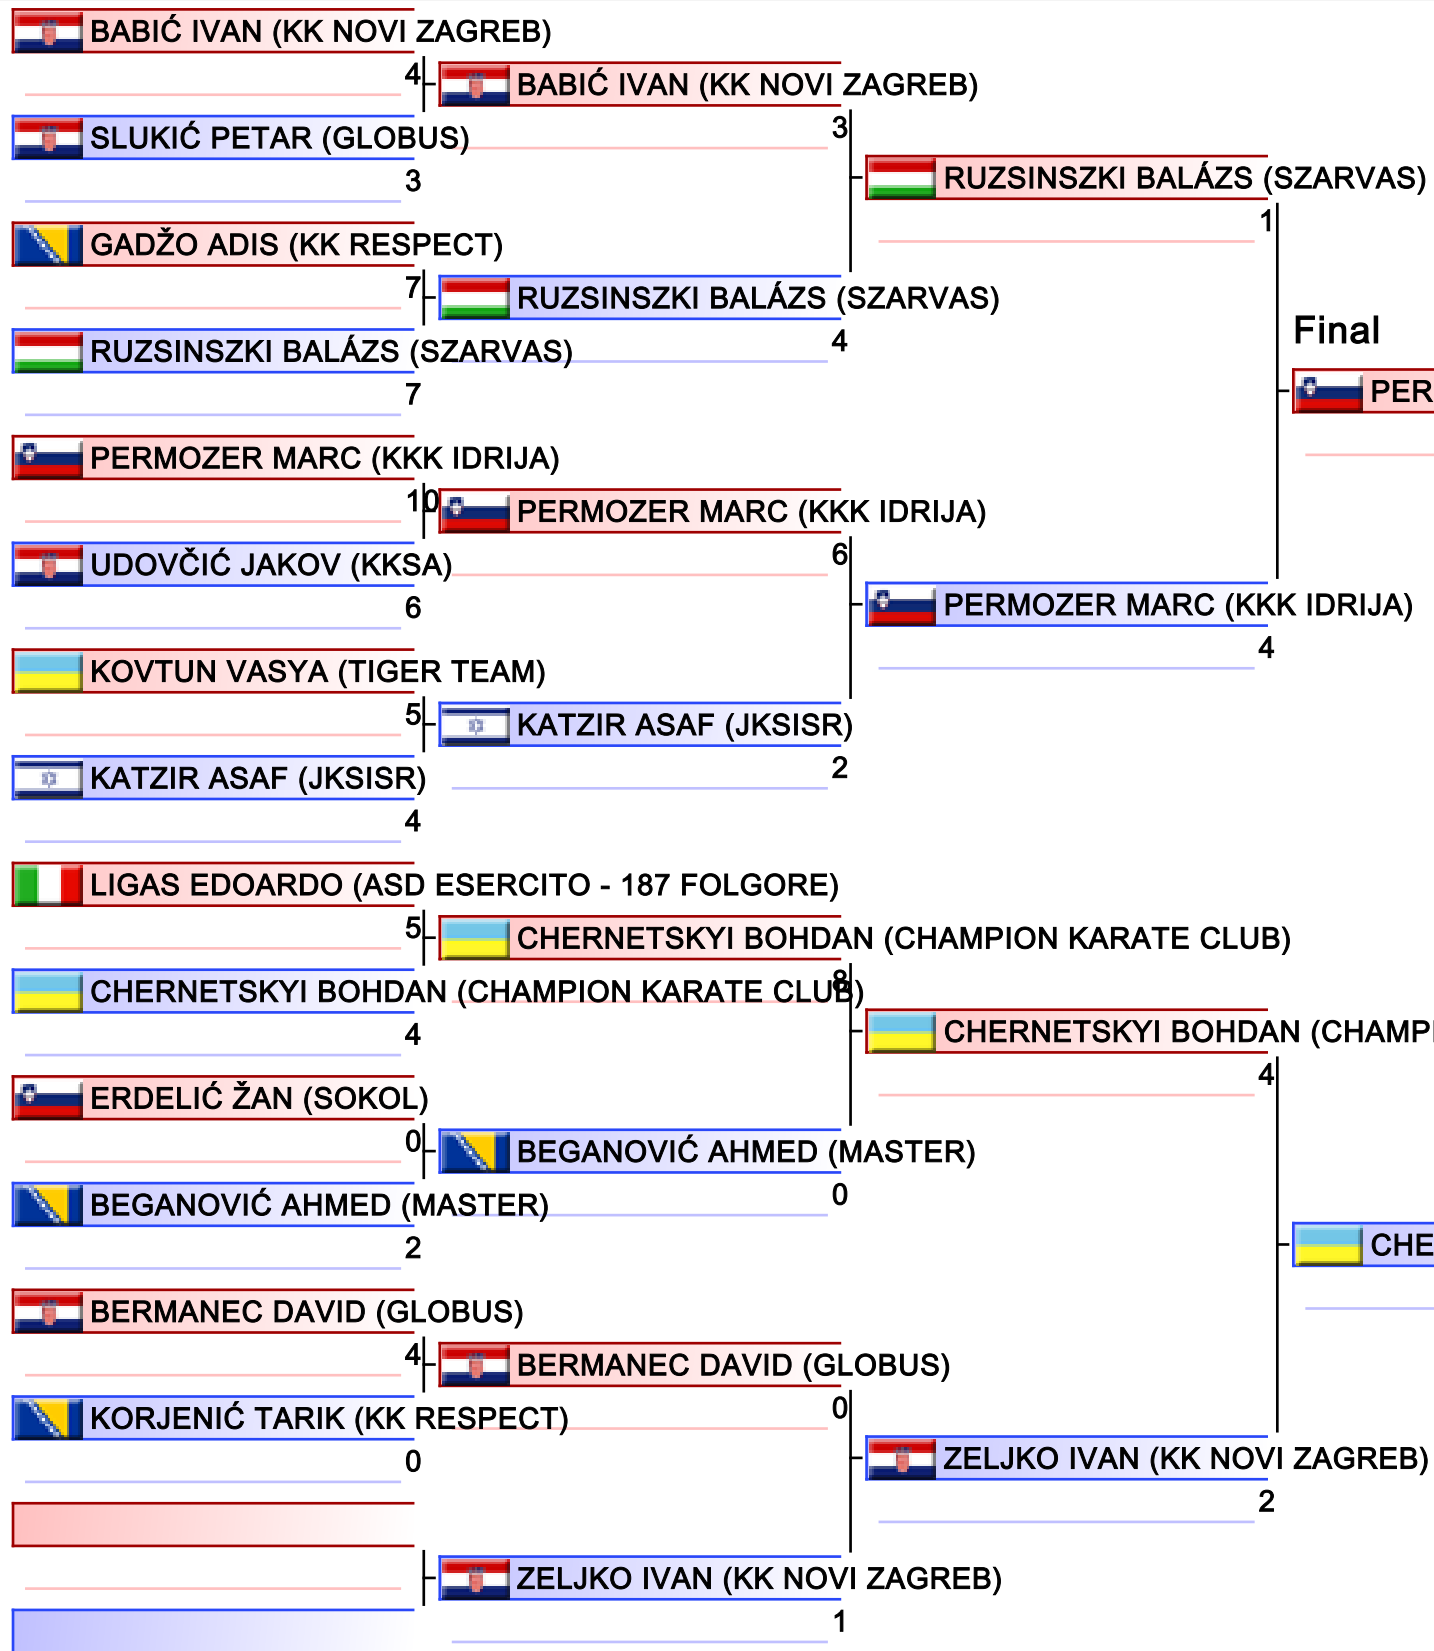 BABIĆ IVAN (KK NOVI ZAGREB)
4
SLUKIĆ PETAR (GLOBUS)
3
GADŽO ADIS (KK RESPECT)
7
RUZSINSZKI BALÁZS (SZARVAS)
7
PERMOZER MARC (KKK IDRIJA)
10
UDOVČIĆ JAKOV (KKSA)
6
KOVTUN VASYA (TIGER TEAM)
5
KATZIR ASAF (JKSISR)
4
LIGAS EDOARDO (ASD ESERCITO - 187 FOLGORE)
5
CHERNETSKYI BOHDAN (CHAMPION KARATE CLUB)
4
ERDELIĆ ŽAN (SOKOL)
0
BEGANOVIĆ AHMED (MASTER)
2
BERMANEC DAVID (GLOBUS)
4
KORJENIĆ TARIK (KK RESPECT)
0
BABIĆ IVAN (KK NOVI ZAGREB)
3
RUZSINSZKI BALÁZS (SZARVAS)
4
PERMOZER MARC (KKK IDRIJA)
6
KATZIR ASAF (JKSISR)
2
CHERNETSKYI BOHDAN (CHAMPION KARATE CLUB)
8
BEGANOVIĆ AHMED (MASTER)
0
BERMANEC DAVID (GLOBUS)
0
ZELJKO IVAN (KK NOVI ZAGREB)
1
RUZSINSZKI BALÁZS (SZARVAS)
1
PERMOZER MARC (KKK IDRIJA)
4
CHERNETSKYI BOHDAN (CHAMPI
4
ZELJKO IVAN (KK NOVI ZAGREB)
2
Final
PER
CHE